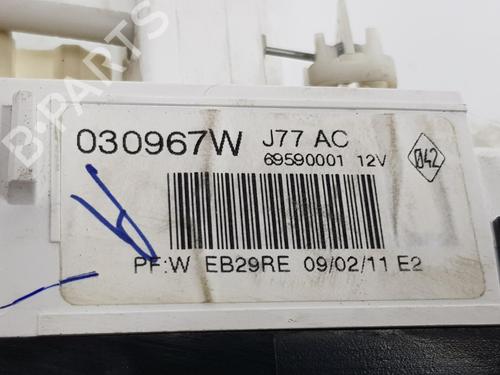 030967W J77 AC
69590001 12V
042
PF:W EB29RE 09/02/11 E2
B-PARTS